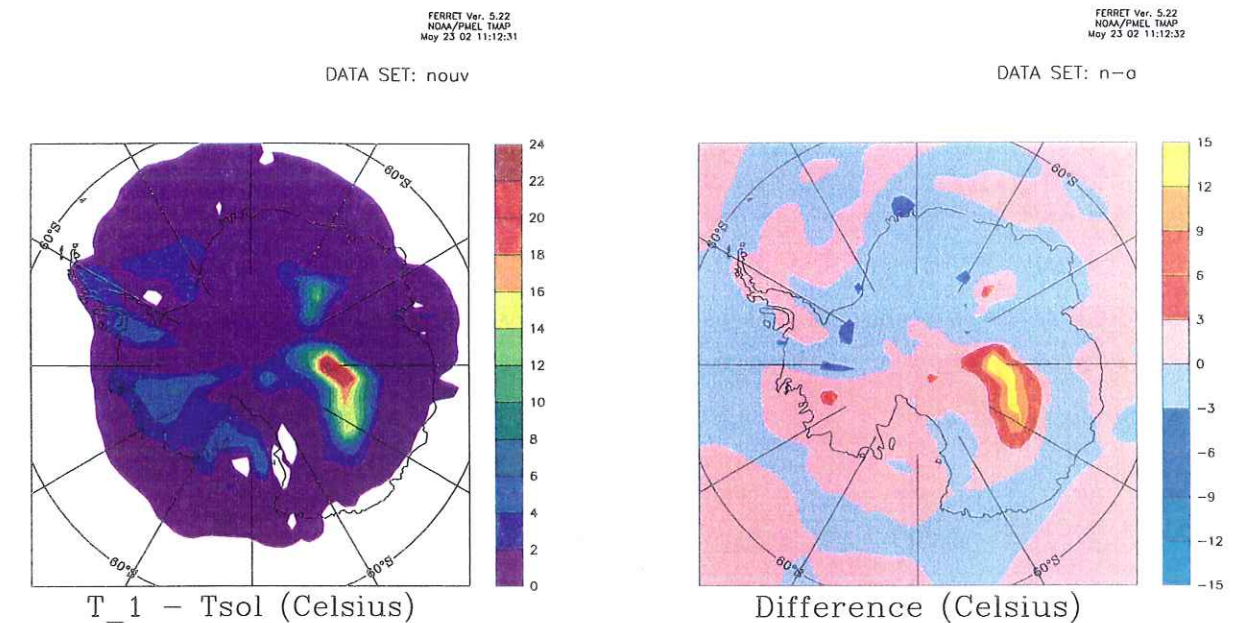 FERRET Ver. 5.22
NOAA/PMEL TMAP
May 23 02 11:12:31
DATA SET: nouv
24
22
20
18
16
14
12
10
8
6
4
2
0
60°S
60°S
60°S
60°S
T_1 - Tsol (Celsius)
FERRET Ver. 5.22
NOAA/PMEL TMAP
May 23 02 11:12:32
DATA SET: n-a
15
12
9
6
3
0
-3
-6
-9
-12
-15
60°S
60°S
60°S
60°S
Difference (Celsius)